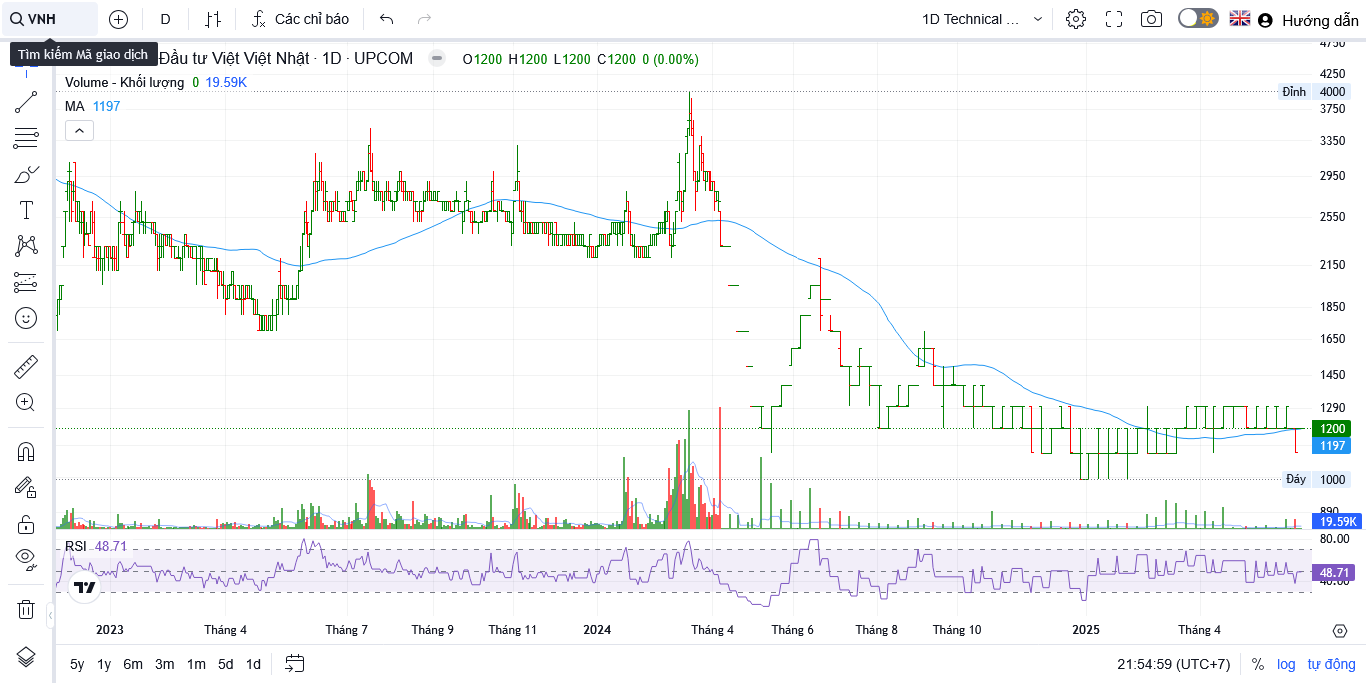 VNH
D
Các chỉ báo
1D Technical ...
Hướng dẫn
Tìm kiếm Mã giao dịch
Đầu tư Việt Việt Nhật · 1D · UPCOM
O1200 H1200 L1200 C1200 0 (0.00%)
Volume - Khối lượng 0 19.59K
MA 1197
4750
4250
Đỉnh 4000
3750
3350
2950
2550
2150
1850
1650
1450
1290
1200
1197
Đáy 1000
890
19.59K
RSI 48.71
80.00
48.71
40.00
2023 Tháng 4 Tháng 7 Tháng 9 Tháng 11 2024 Tháng 4 Tháng 6 Tháng 8 Tháng 10 2025 Tháng 4
5y 1y 6m 3m 1m 5d 1d
21:54:59 (UTC+7) % log tự động